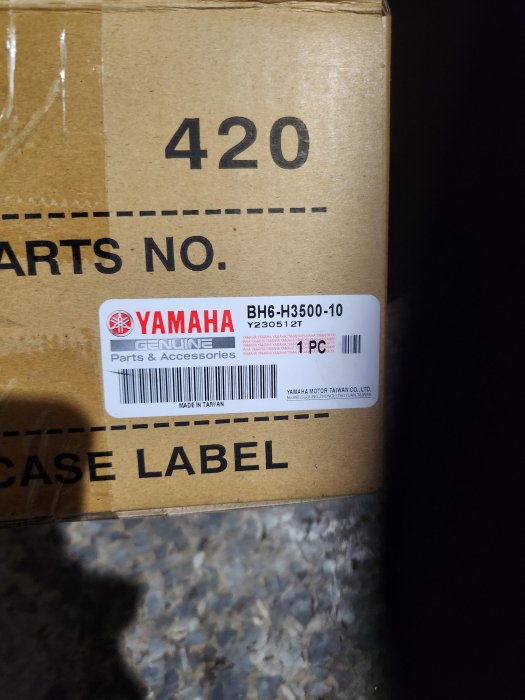 420
ARTS NO.
YAMAHA
GENUINE
Parts & Accessories
BH6-H3500-10
Y230512T
1 PC
MADE IN TAIWAN
YAMAHA MOTOR TAIWAN CO., LTD.
CASE LABEL